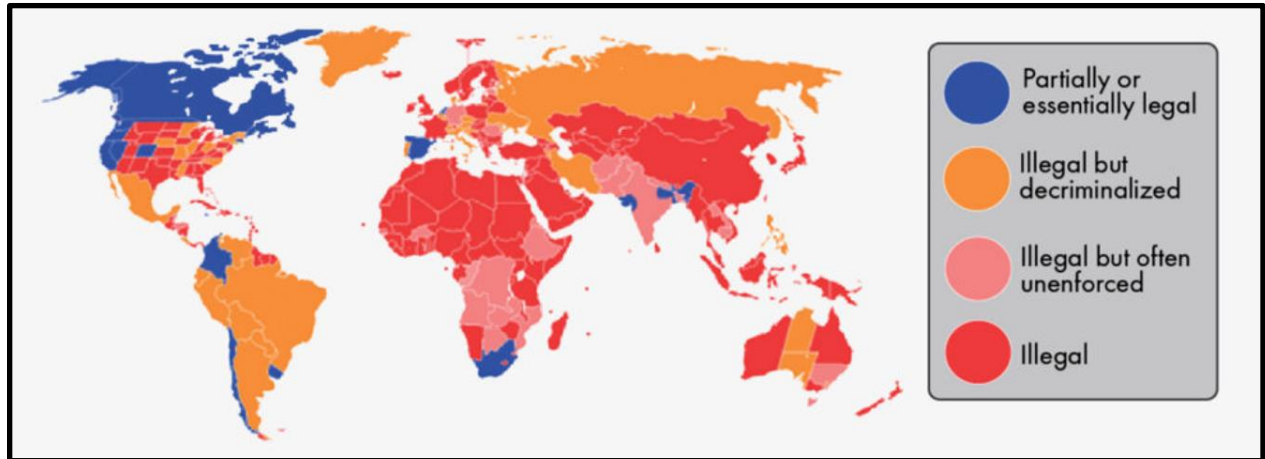 Partially or
essentially legal
Illegal but
decriminalized
Illegal but often
unenforced
Illegal